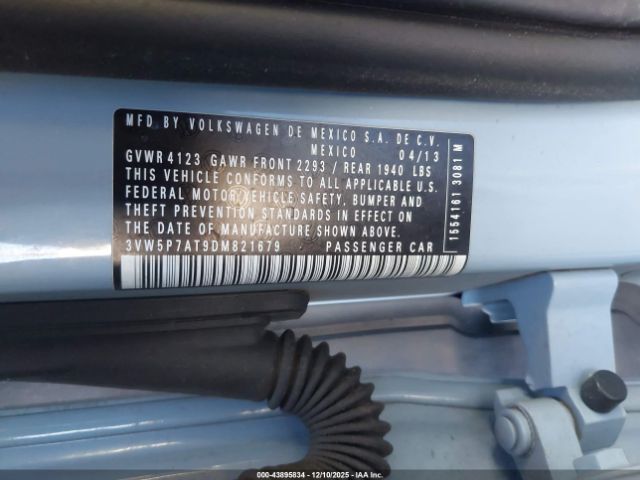 MFD BY VOLKSWAGEN DE MEXICO S.A. DE C.V.
MEXICO 04/13
GVWR 4123 GAWR FRONT 2293 / REAR 1940 LBS
THIS VEHICLE CONFORMS TO ALL APPLICABLE U.S.
FEDERAL MOTOR VEHICLE SAFETY, BUMPER AND
THEFT PREVENTION STANDARDS IN EFFECT ON
THE DATE OF MANUFACTURE SHOWN ABOVE.
3VW5P7AT9DM821679 PASSENGER CAR
1554161 3081 M
000-43895834 - 12/10/2025 - IAAI.com